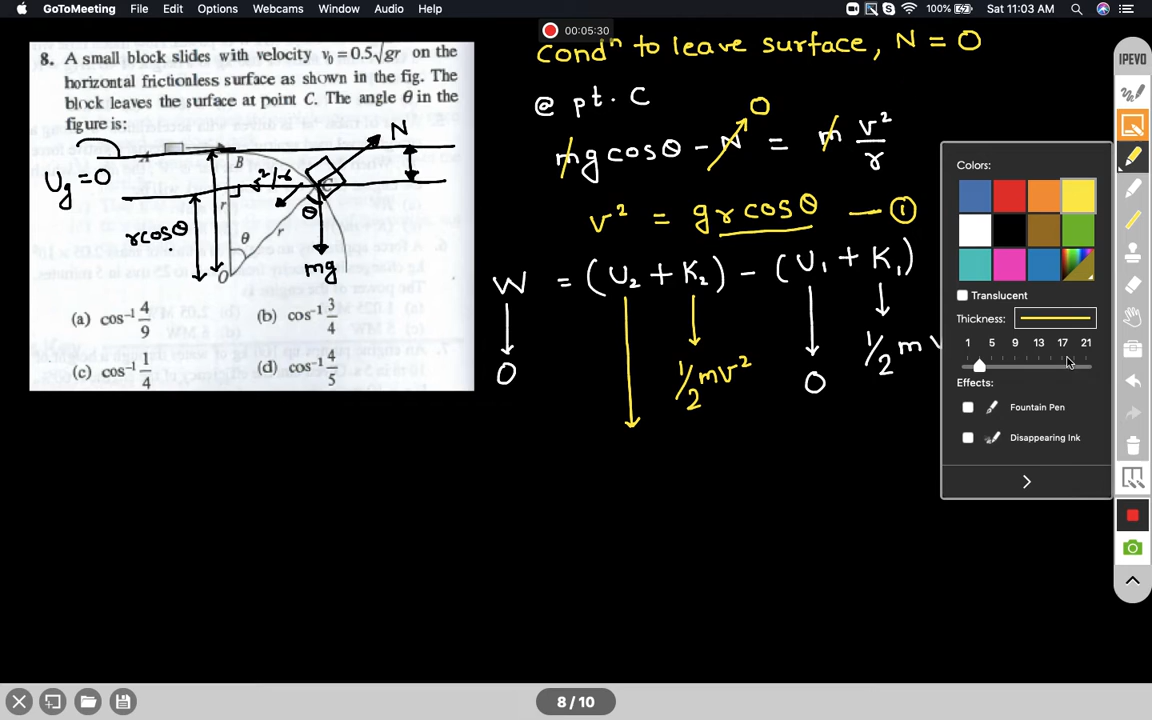 GoToMeeting File Edit Options Webcams Window Audio Help 100% Sun 11:03 AM
00:05:30
8. A small block slides with velocity v₀ = 0.5√gr on the
horizontal frictionless surface as shown in the fig. The
block leaves the surface at point C. The angle θ in the
figure is:
A B C
N
Ug = 0
v²/r
r
θ
rcosθ
θ r
O
mg
(a) cos⁻¹ 4/9 (b) cos⁻¹ 3/4
(c) cos⁻¹ 1/4 (d) cos⁻¹ 4/5
Condⁿ to leave surface, N = 0
@ pt. C
0
mg cosθ - N = m v²/r
v² = g r cosθ — ①
W = (U₂ + K₂) - (U₁ + K₁)
0 ½ mv² 0 ½ m v
IPEVO
Colors:
Translucent
Thickness:
1 5 9 13 17 21
Effects:
Fountain Pen
Disappearing Ink
8 / 10